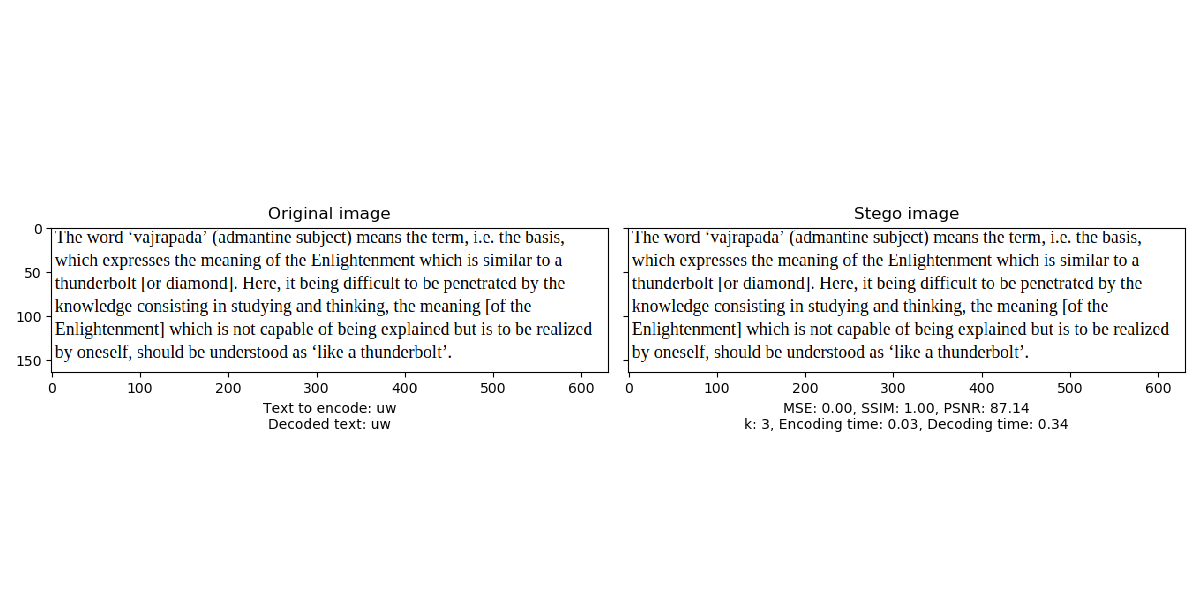 Original image
0
50
100
150
The word ‘vajrapada’ (admantine subject) means the term, i.e. the basis,
which expresses the meaning of the Enlightenment which is similar to a
thunderbolt [or diamond]. Here, it being difficult to be penetrated by the
knowledge consisting in studying and thinking, the meaning [of the
Enlightenment] which is not capable of being explained but is to be realized
by oneself, should be understood as ‘like a thunderbolt’.
0 100 200 300 400 500 600
Text to encode: uw
Decoded text: uw
Stego image
The word ‘vajrapada’ (admantine subject) means the term, i.e. the basis,
which expresses the meaning of the Enlightenment which is similar to a
thunderbolt [or diamond]. Here, it being difficult to be penetrated by the
knowledge consisting in studying and thinking, the meaning [of the
Enlightenment] which is not capable of being explained but is to be realized
by oneself, should be understood as ‘like a thunderbolt’.
0 100 200 300 400 500 600
MSE: 0.00, SSIM: 1.00, PSNR: 87.14
k: 3, Encoding time: 0.03, Decoding time: 0.34